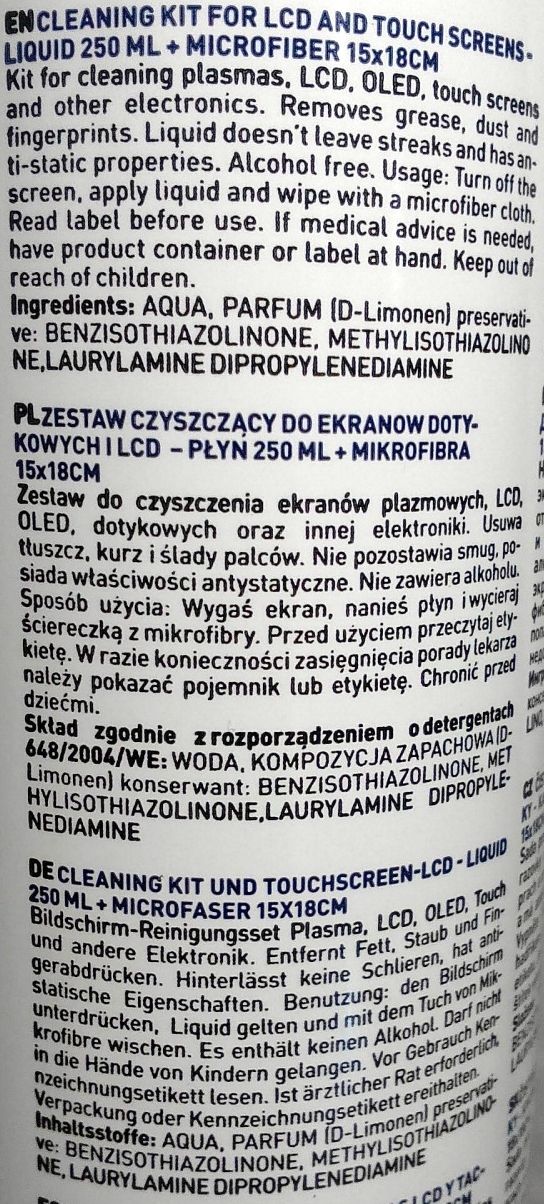 EN CLEANING KIT FOR LCD AND TOUCH SCREENS-
LIQUID 250 ML + MICROFIBER 15x18CM
Kit for cleaning plasmas, LCD, OLED, touch screens
and other electronics. Removes grease, dust and
fingerprints. Liquid doesn't leave streaks and has an-
ti-static properties. Alcohol free. Usage: Turn off the
screen, apply liquid and wipe with a microfiber cloth.
Read label before use. If medical advice is needed,
have product container or label at hand. Keep out of
reach of children.
Ingredients: AQUA, PARFUM (D-Limonen) preservati-
ve: BENZISOTHIAZOLINONE, METHYLISOTHIAZOLINO
NE,LAURYLAMINE DIPROPYLENEDIAMINE
PL ZESTAW CZYSZCZĄCY DO EKRANOW DOTY-
KOWYCH I LCD – PŁYN 250 ML + MIKROFIBRA
15x18CM
Zestaw do czyszczenia ekranów plazmowych, LCD,
OLED, dotykowych oraz innej elektroniki. Usuwa
tłuszcz, kurz i ślady palców. Nie pozostawia smug, po-
siada właściwości antystatyczne. Nie zawiera alkoholu.
Sposób użycia: Wygaś ekran, nanieś płyn i wycieraj
ściereczką z mikrofibry. Przed użyciem przeczytaj ety-
kietę. W razie konieczności zasięgnięcia porady lekarza
należy pokazać pojemnik lub etykietę. Chronić przed
dziećmi.
Skład zgodnie z rozporządzeniem o detergentach
648/2004/WE: WODA, KOMPOZYCJA ZAPACHOWA (D-
Limonen) konserwant: BENZISOTHIAZOLINONE, MET
HYLISOTHIAZOLINONE,LAURYLAMINE DIPROPYLE-
NEDIAMINE
DE CLEANING KIT UND TOUCHSCREEN-LCD - LIQUID
250 ML + MICROFASER 15X18CM
Bildschirm-Reinigungsset Plasma, LCD, OLED, Touch
und andere Elektronik. Entfernt Fett, Staub und Fin-
gerabdrücken. Hinterlässt keine Schlieren, hat anti-
statische Eigenschaften. Benutzung: den Bildschirm
unterdrücken, Liquid gelten und mit dem Tuch von Mik-
krofibre wischen. Es enthält keinen Alkohol. Darf nicht
in die Hände von Kindern gelangen. Vor Gebrauch Ken-
nzeichnungsetikett lesen. Ist ärztlicher Rat erforderlich,
Verpackung oder Kennzeichnungsetikett ereithalten.
Inhaltsstoffe: AQUA, PARFUM (D-Limonen) preservati-
ve: BENZISOTHIAZOLINONE, METHYLISOTHIAZOLINO-
NE, LAURYLAMINE DIPROPYLENEDIAMINE
LCD Y TAC-